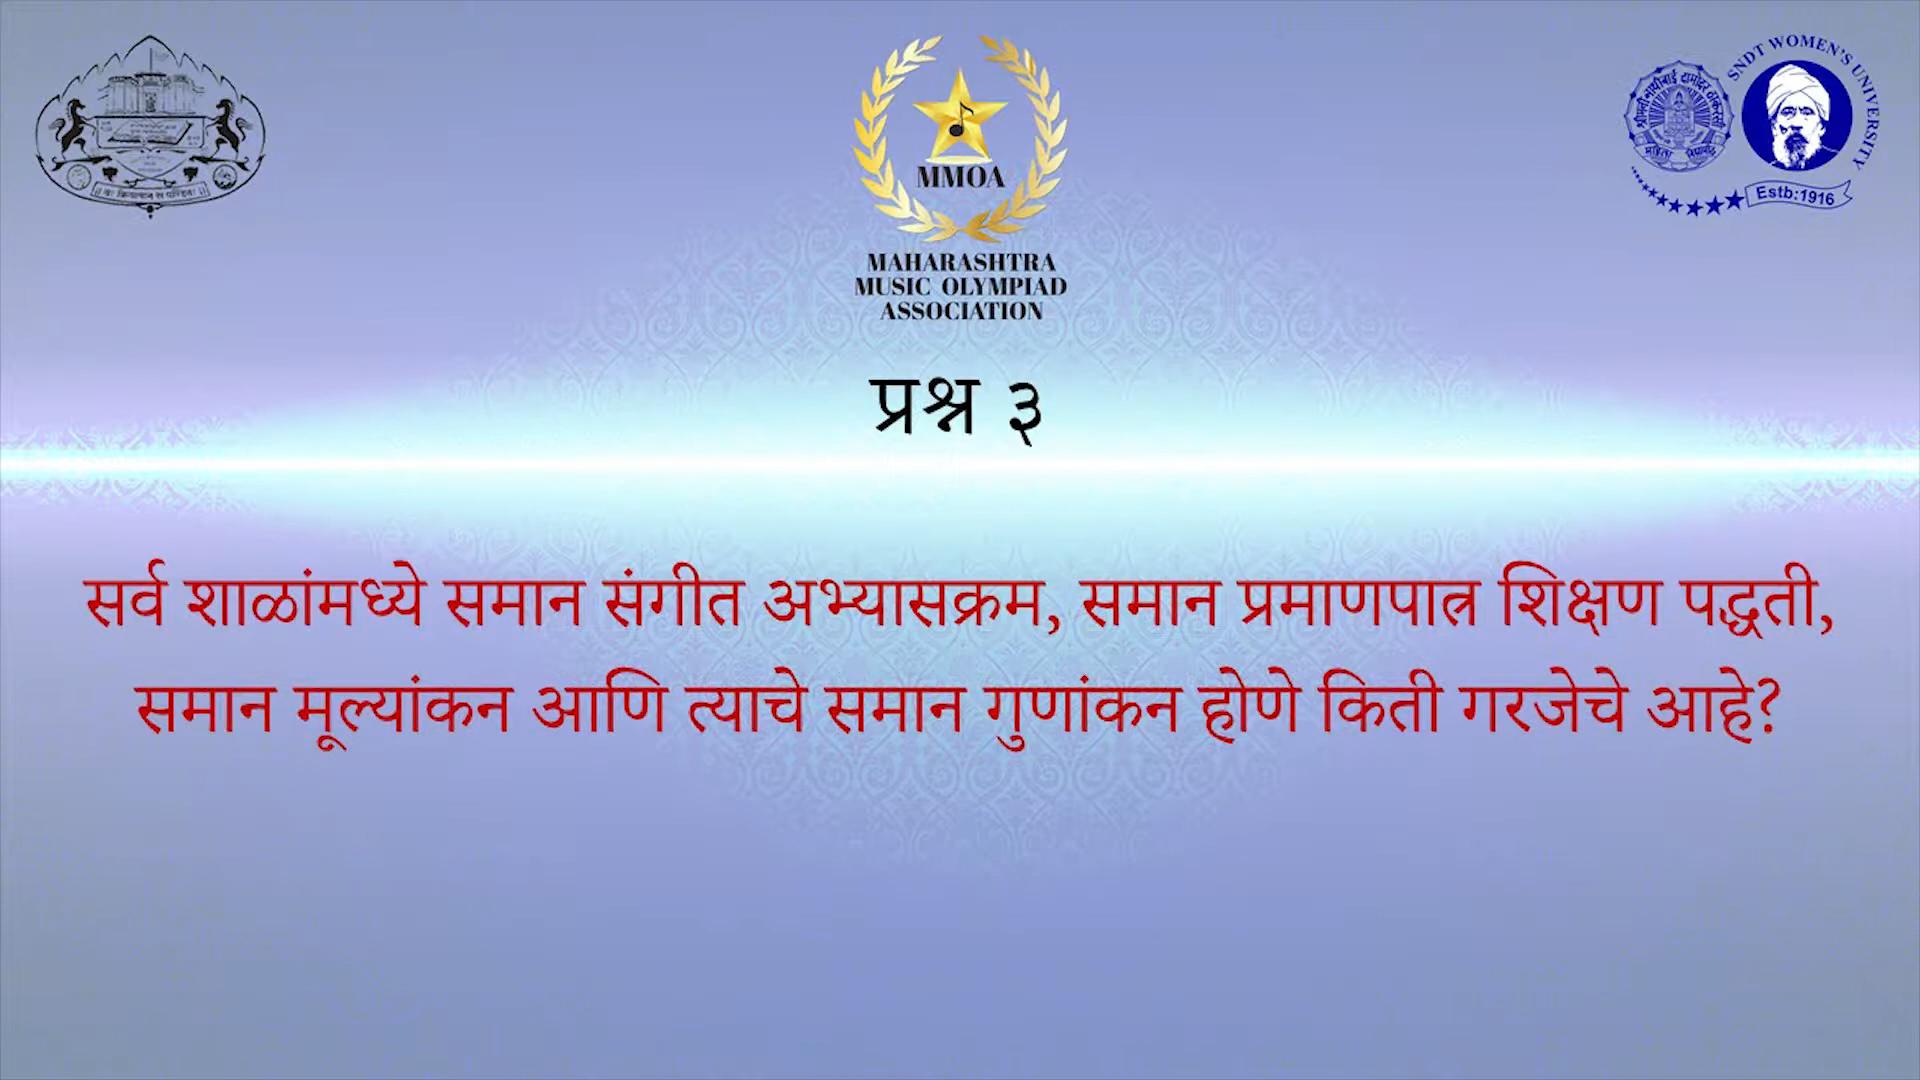 MMOA
MAHARASHTRA
MUSIC OLYMPIAD
ASSOCIATION
SNDT WOMEN'S UNIVERSITY
Estb:1916
प्रश्न ३
सर्व शाळांमध्ये समान संगीत अभ्यासक्रम, समान प्रमाणपात्र शिक्षण पद्धती,
समान मूल्यांकन आणि त्याचे समान गुणांकन होणे किती गरजेचे आहे?